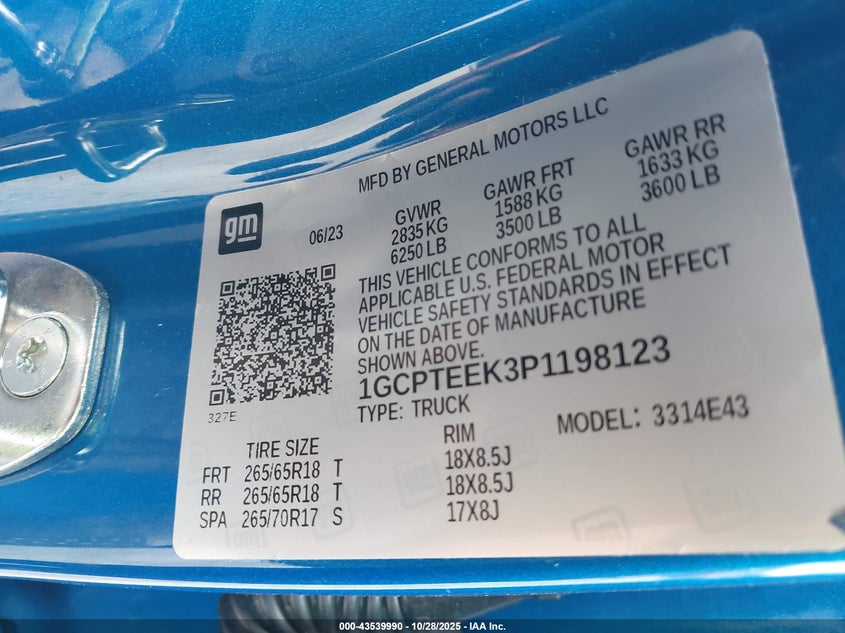 MFD BY GENERAL MOTORS LLC
gm
06/23
GVWR
2835 KG
6250 LB
GAWR FRT
1588 KG
3500 LB
GAWR RR
1633 KG
3600 LB
THIS VEHICLE CONFORMS TO ALL
APPLICABLE U.S. FEDERAL MOTOR
VEHICLE SAFETY STANDARDS IN EFFECT
ON THE DATE OF MANUFACTURE
SHOWN ABOVE.
1GCPTEEK3P1198123
327E
TYPE: TRUCK
MODEL: 3314E43
TIRE SIZE RIM
FRT 265/65R18 T 18X8.5J
RR 265/65R18 T 18X8.5J
SPA 265/70R17 S 17X8J
000-43539990 - 10/28/2025 - IAA Inc.